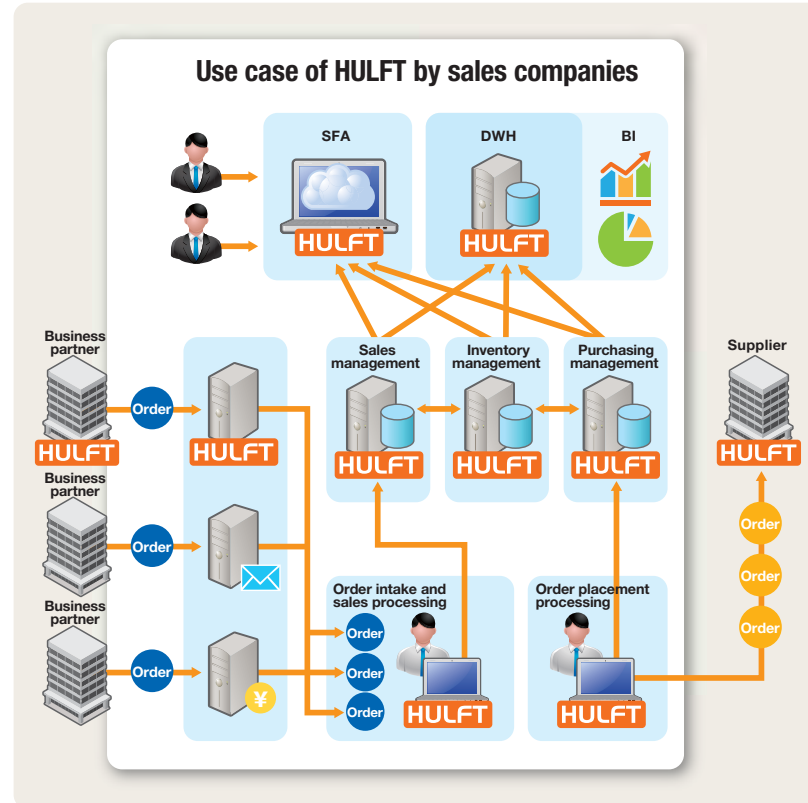 Use case of HULFT by sales companies
SFA
DWH
BI
HULFT
HULFT
Business
partner
Order
HULFT
HULFT
Sales
management
HULFT
Inventory
management
HULFT
Purchasing
management
HULFT
Supplier
HULFT
Business
partner
Order
Order
Order
Order
Business
partner
Order
¥
Order intake and
sales processing
Order
Order
Order
HULFT
Order placement
processing
HULFT